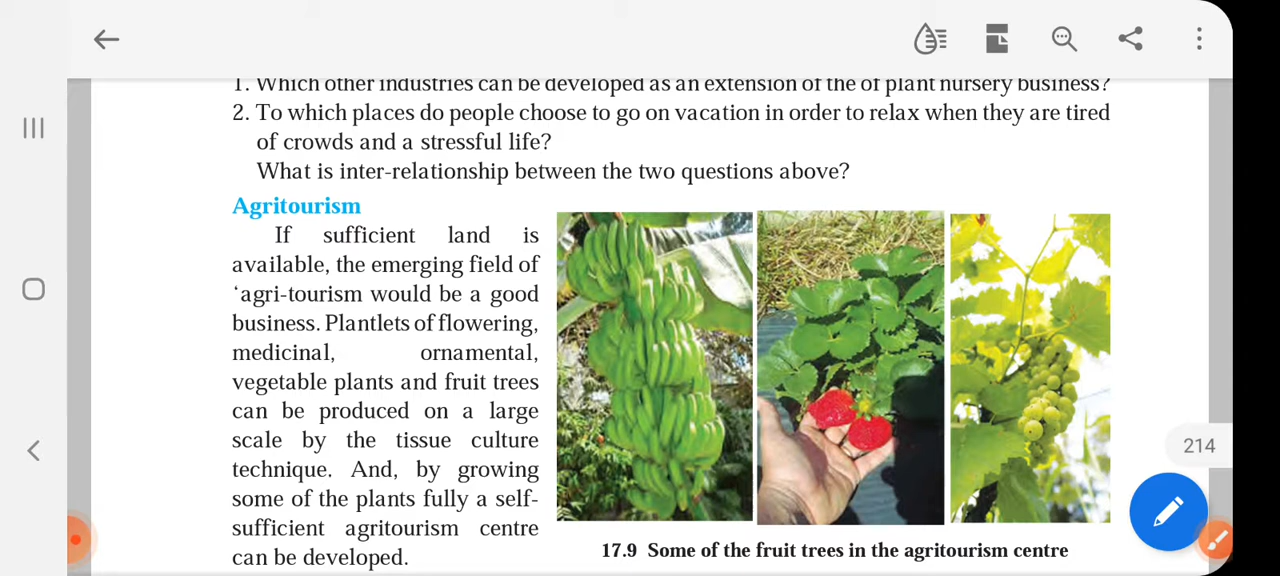 1. Which other industries can be developed as an extension of the of plant nursery business?
2. To which places do people choose to go on vacation in order to relax when they are tired
of crowds and a stressful life?
What is inter-relationship between the two questions above?
Agritourism
If sufficient land is
available, the emerging field of
‘agri-tourism would be a good
business. Plantlets of flowering,
medicinal, ornamental,
vegetable plants and fruit trees
can be produced on a large
scale by the tissue culture
technique. And, by growing
some of the plants fully a self-
sufficient agritourism centre
can be developed.
17.9 Some of the fruit trees in the agritourism centre
214